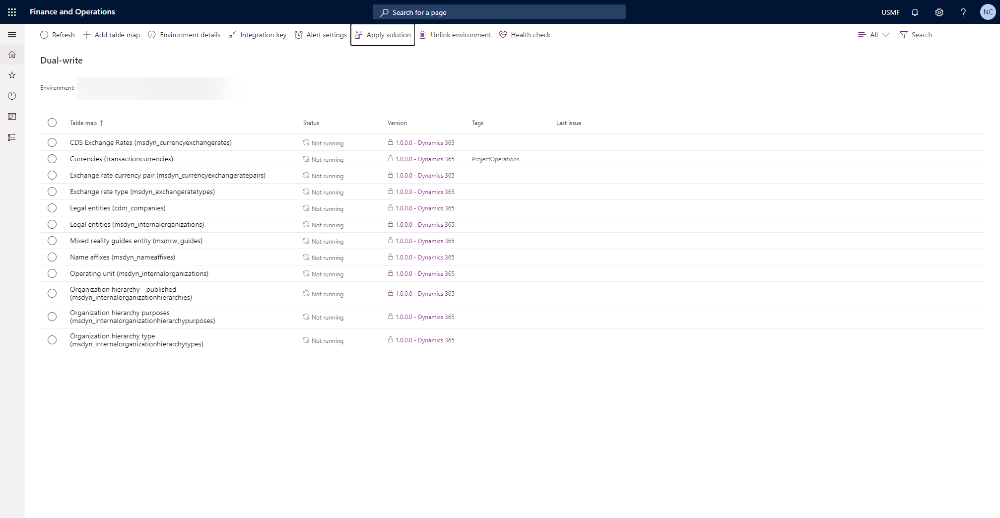 Finance and Operations
Search for a page
USMF
NC
Refresh
Add table map
Environment details
Integration key
Alert settings
Apply solution
Unlink environment
Health check
All
Search
Dual-write
Environment:
Table map ↑ Status Version Tags Last issue
CDS Exchange Rates (msdyn_currencyexchangerates) Not running 1.0.0.0 - Dynamics 365
Currencies (transactioncurrencies) Not running 1.0.0.0 - Dynamics 365 ProjectOperations
Exchange rate currency pair (msdyn_currencyexchangeratepairs) Not running 1.0.0.0 - Dynamics 365
Exchange rate type (msdyn_exchangeratetypes) Not running 1.0.0.0 - Dynamics 365
Legal entities (cdm_companies) Not running 1.0.0.0 - Dynamics 365
Legal entities (msdyn_internalorganizations) Not running 1.0.0.0 - Dynamics 365
Mixed reality guides entity (msmrw_guides) Not running 1.0.0.0 - Dynamics 365
Name affixes (msdyn_nameaffixes) Not running 1.0.0.0 - Dynamics 365
Operating unit (msdyn_internalorganizations) Not running 1.0.0.0 - Dynamics 365
Organization hierarchy - published
(msdyn_internalorganizationhierarchies) Not running 1.0.0.0 - Dynamics 365
Organization hierarchy purposes
(msdyn_internalorganizationhierarchypurposes) Not running 1.0.0.0 - Dynamics 365
Organization hierarchy type
(msdyn_internalorganizationhierarchytypes) Not running 1.0.0.0 - Dynamics 365